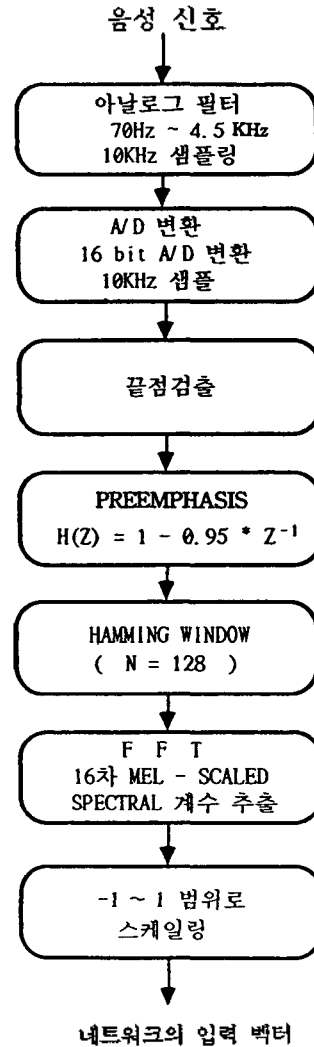 음성 신호
아날로그 필터
70Hz ~ 4.5 KHz
10KHz 샘플링
A/D 변환
16 bit A/D 변환
10KHz 샘플
끝점검출
PREEMPHASIS
H(Z) = 1 - 0.95 * Z⁻¹
HAMMING WINDOW
( N = 128 )
F F T
16차 MEL - SCALED
SPECTRAL 계수 추출
-1 ~ 1 범위로
스케일링
네트워크의 입력 벡터